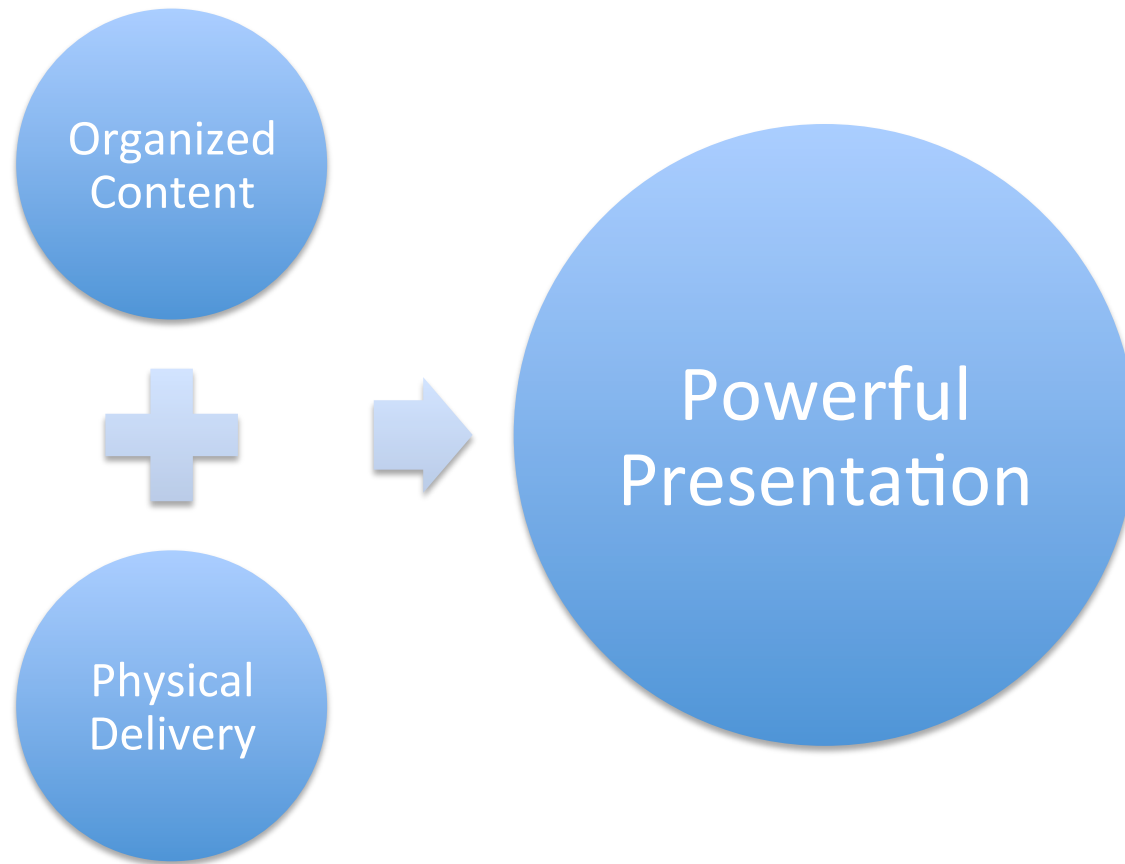 Organized
Content
Powerful
Presentation
Physical
Delivery